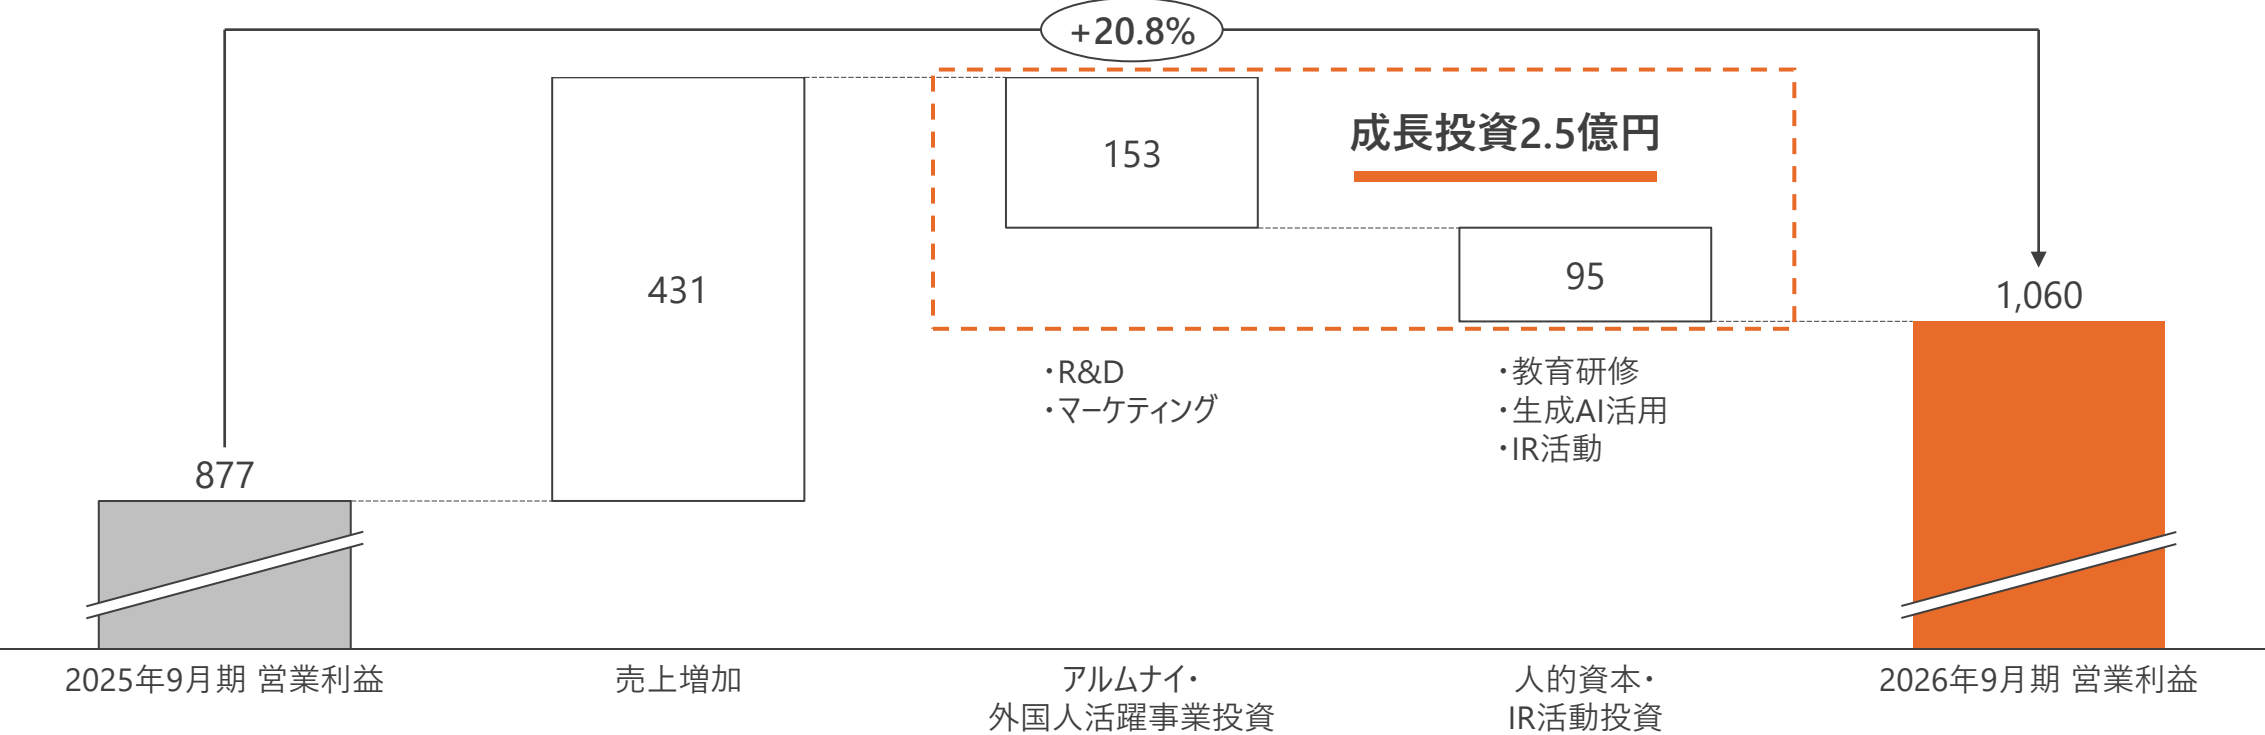 +20.8%
成長投資2.5億円
153
95
431
1,060
877
・R&D
・マーケティング
・教育研修
・生成AI活用
・IR活動
2025年9月期 営業利益
売上増加
アルムナイ・
外国人活躍事業投資
人的資本・
IR活動投資
2026年9月期 営業利益